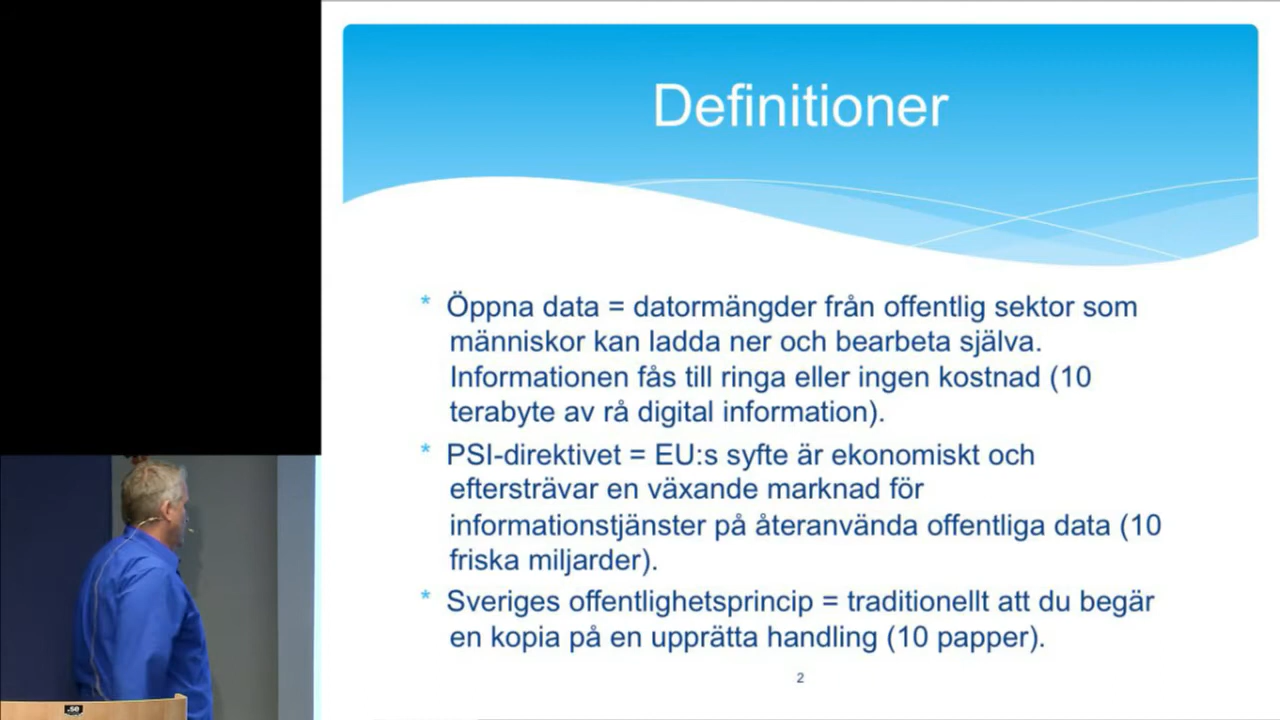 Definitioner
* Öppna data = datormängder från offentlig sektor som
människor kan ladda ner och bearbeta själva.
Informationen fås till ringa eller ingen kostnad (10
terabyte av rå digital information).
* PSI-direktivet = EU:s syfte är ekonomiskt och
eftersträvar en växande marknad för
informationstjänster på återanvända offentliga data (10
friska miljarder).
* Sveriges offentlighetsprincip = traditionellt att du begär
en kopia på en upprätta handling (10 papper).
2
.se